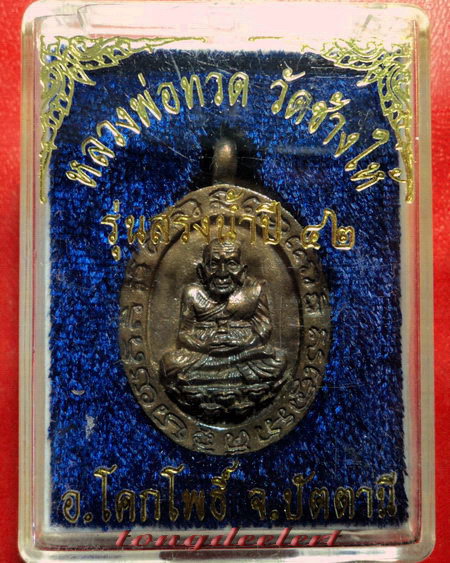 หลวงพ่อทวด วัดช้างให้
รุ่นสรงน้ำปี ๔๒
อ.โคกโพธิ์ จ.ปัตตานี
tongdeelert